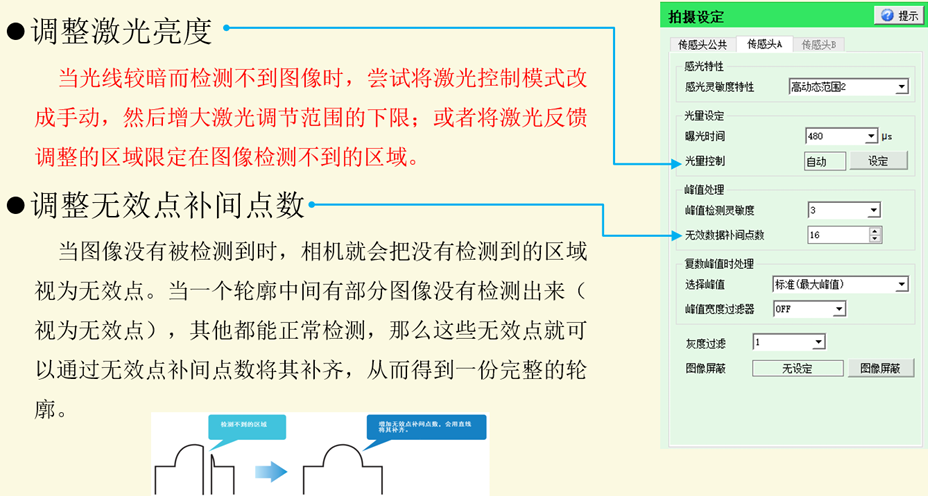 ●调整激光亮度
当光线较暗而检测不到图像时，尝试将激光控制模式改
成手动，然后增大激光调节范围的下限；或者将激光反馈
调整的区域限定在图像检测不到的区域。
●调整无效点补间点数
当图像没有被检测到时，相机就会把没有检测到的区域
视为无效点。当一个轮廓中间有部分图像没有检测出来（
视为无效点），其他都能正常检测，那么这些无效点就可
以通过无效点补间点数将其补齐，从而得到一份完整的轮
廓。
检测不到的区域
增加无效点补间点数，会用直线
将其补齐。
拍摄设定
提示
传感头公共 传感头A 传感头B
感光特性
感光灵敏度特性 高动态范围2
光量设定
曝光时间 480 μs
光量控制 自动 设定
峰值处理
峰值检测灵敏度 3
无效数据补间点数 16
复数峰值时处理
选择峰值 标准(最大峰值)
峰值宽度过滤器 OFF
灰度过滤 1
图像屏蔽 无设定 图像屏蔽